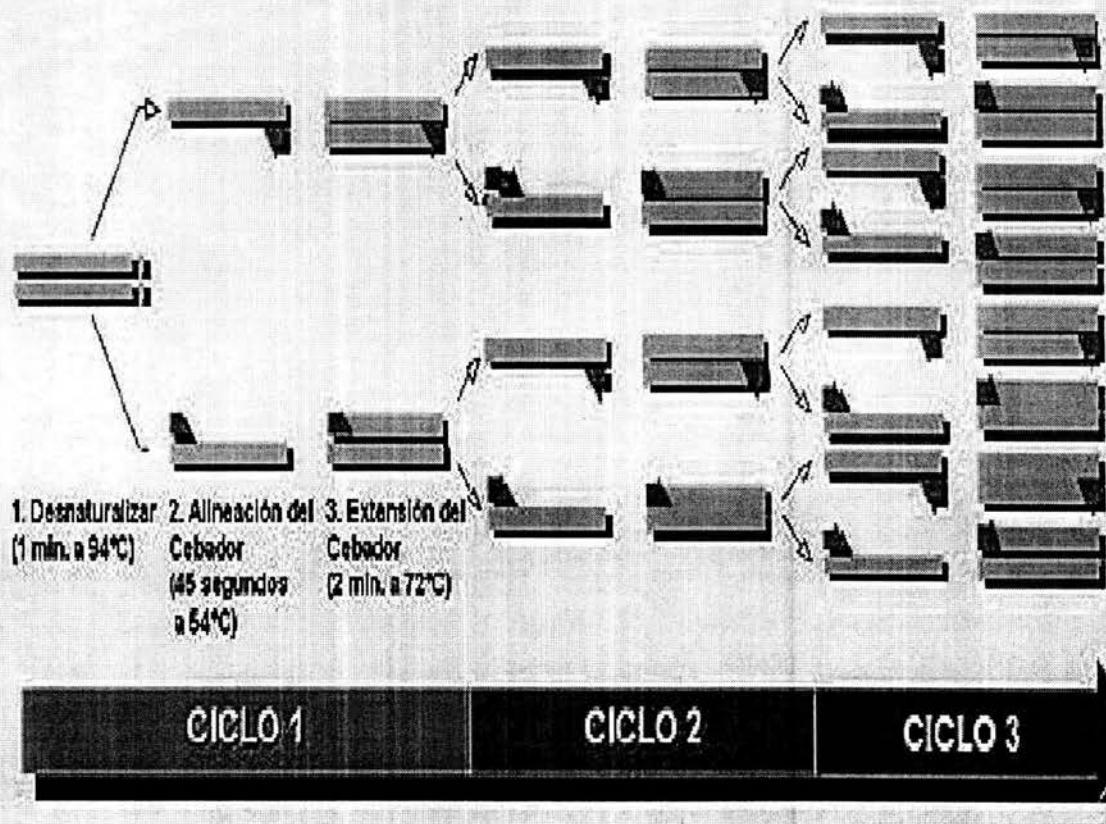 1. Desnaturalizar
(1 min. a 94°C)
2. Alineación del
Cebador
(45 segundos
a 54°C)
3. Extensión del
Cebador
(2 min. a 72°C)
CICLO 1
CICLO 2
CICLO 3